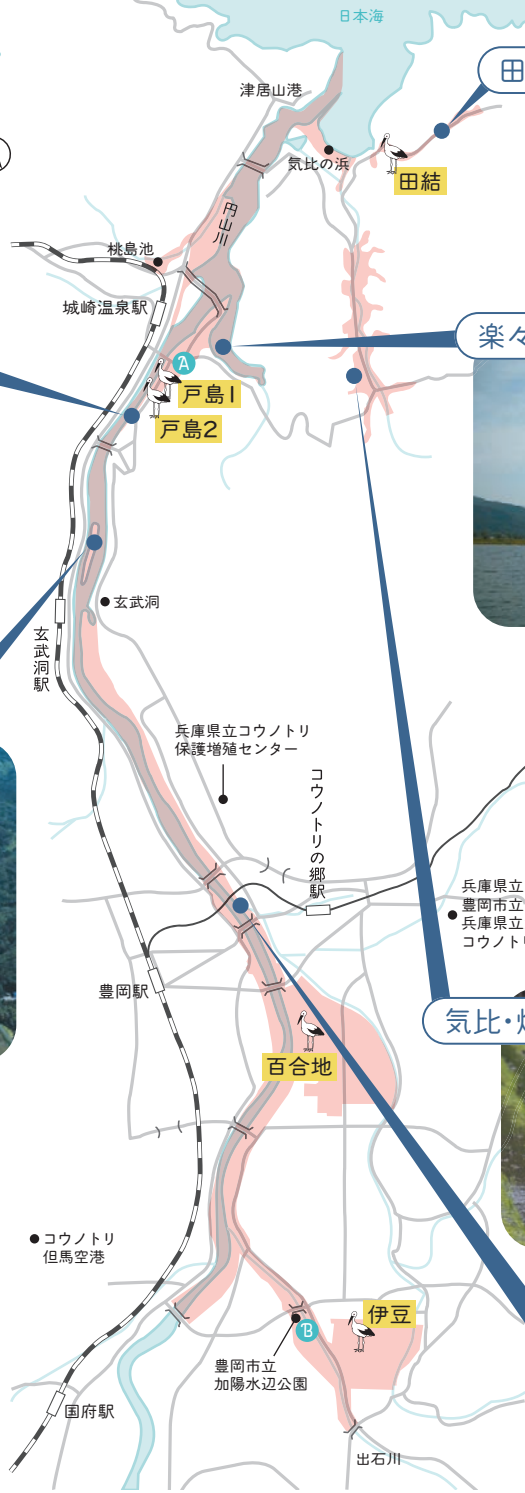 日本海
津居山港
田
気比の浜
田結
円山川
桃島池
城崎温泉駅
楽々
A
戸島1
戸島2
玄武洞
玄武洞駅
兵庫県立コウノトリ
保護増殖センター
コウノトリの郷駅
兵庫県立
豊岡市立
兵庫県立
コウノトリ
豊岡駅
気比・
百合地
コウノトリ
但馬空港
伊豆
B
豊岡市立
加陽水辺公園
国府駅
出石川